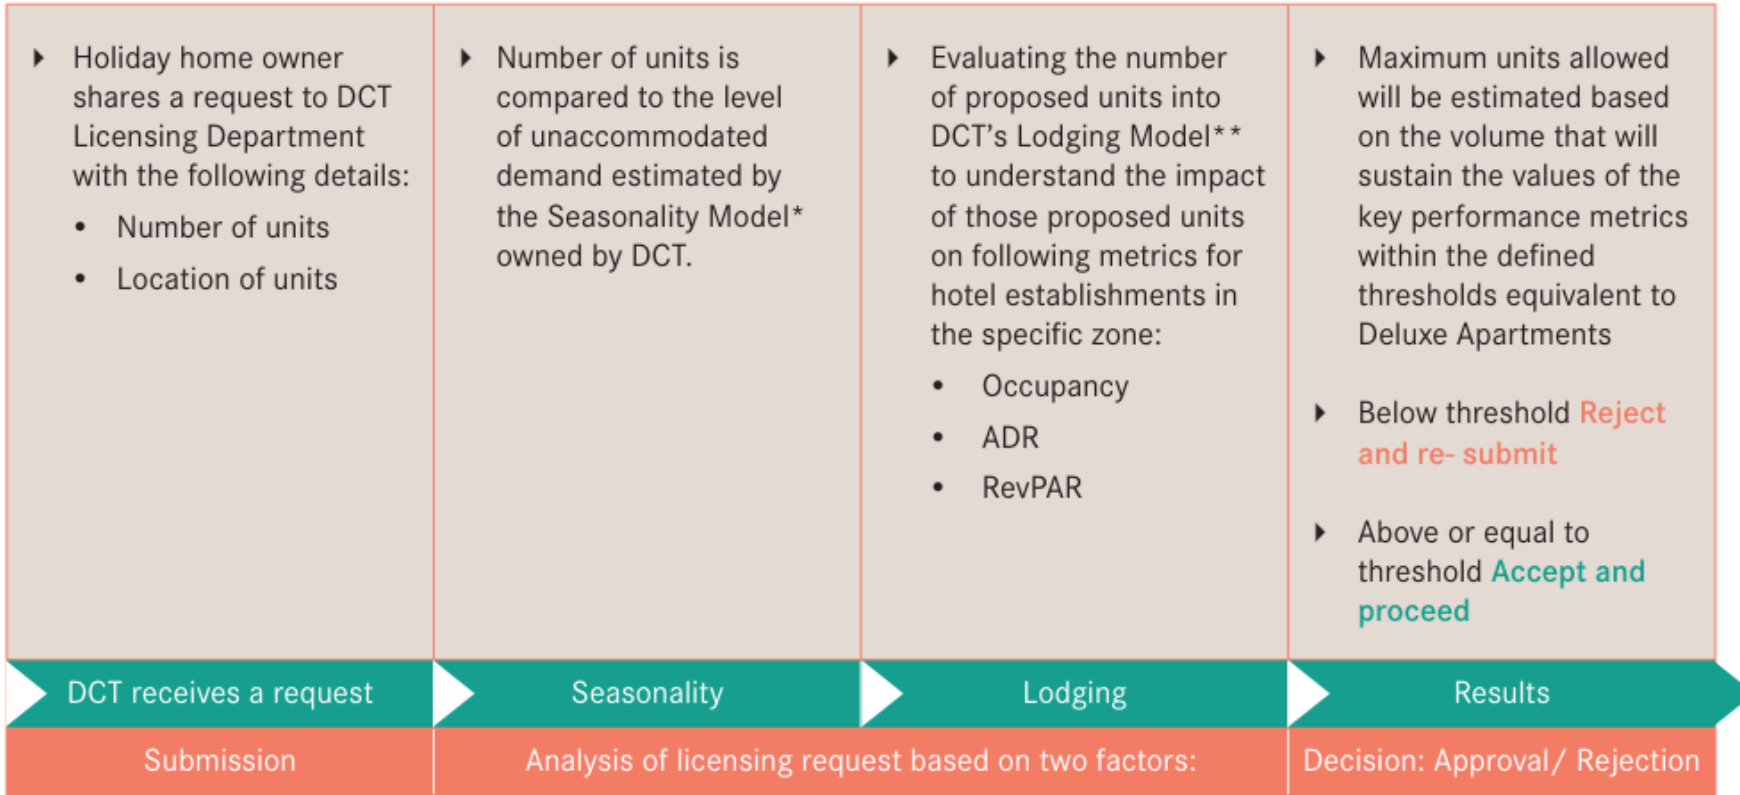 Holiday home owner
shares a request to DCT
Licensing Department
with the following details:
• Number of units
• Location of units
Number of units is
compared to the level
of unaccommodated
demand estimated by
the Seasonality Model*
owned by DCT.
Evaluating the number
of proposed units into
DCT's Lodging Model**
to understand the impact
of those proposed units
on following metrics for
hotel establishments in
the specific zone:
• Occupancy
• ADR
• RevPAR
Maximum units allowed
will be estimated based
on the volume that will
sustain the values of the
key performance metrics
within the defined
thresholds equivalent to
Deluxe Apartments
Below threshold Reject
and re- submit
Above or equal to
threshold Accept and
proceed
DCT receives a request
Seasonality
Lodging
Results
Submission
Analysis of licensing request based on two factors:
Decision: Approval/ Rejection